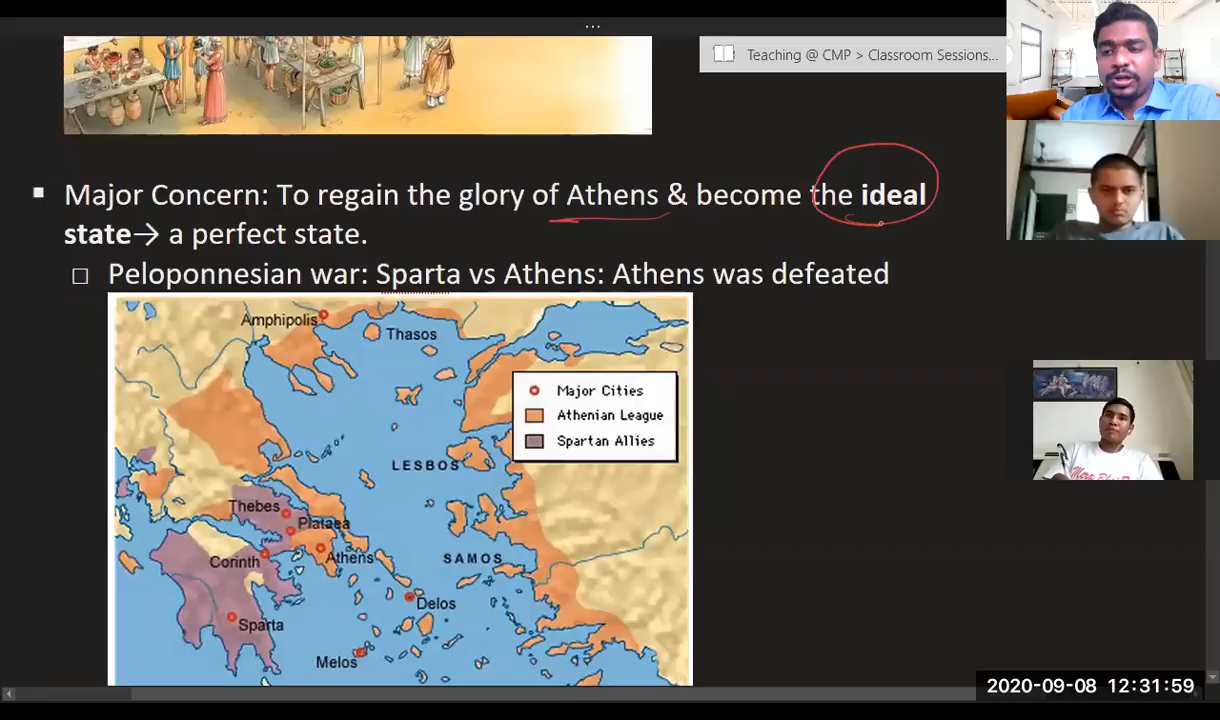 ...
Teaching @ CMP > Classroom Sessions...
▪ Major Concern: To regain the glory of Athens & become the ideal
state→ a perfect state.
□ Peloponnesian war: Sparta vs Athens: Athens was defeated
Amphipolis
Thasos
Major Cities
Athenian League
Spartan Allies
LESBOS
Thebes
Plataea
Athens
SAMOS
Corinth
Delos
Sparta
Melos
2020-09-08 12:31:59